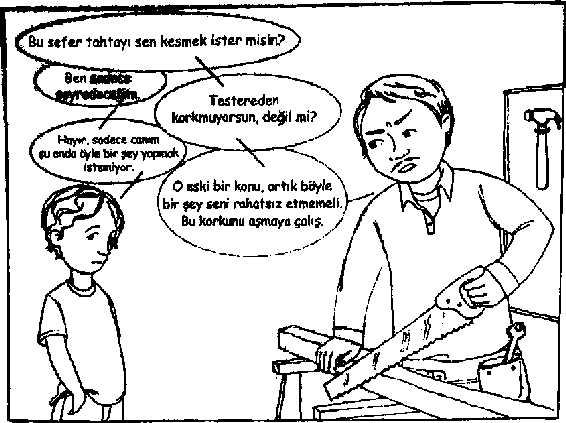 Bu sefer tahtayı sen kesmek ister misin?
Ben sadece
seyredeceğim.
Testereden
korkmuyorsun, değil mi?
Hayır, sadece canım
şu anda öyle bir şey yapmak
istemiyor.
O eski bir konu, artık böyle
bir şey seni rahatsız etmemeli.
Bu korkunu aşmaya çalış.